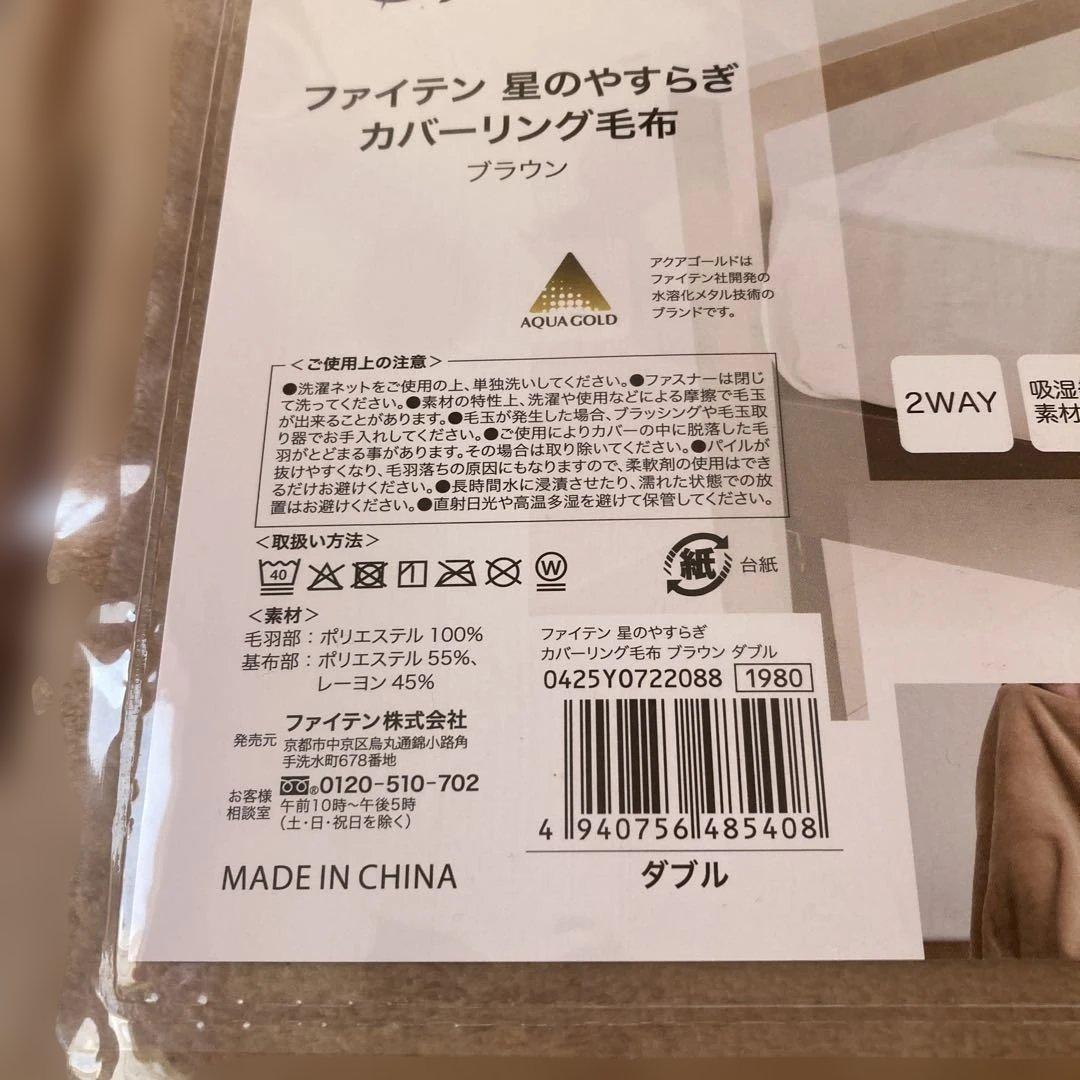 ファイテン 星のやすらぎ
カバーリング毛布
ブラウン
AQUA GOLD
アクアゴールドは
ファイテン社開発の
水溶化メタル技術の
ブランドです。
＜ご使用上の注意＞
●洗濯ネットをご使用の上、単独洗いしてください。●ファスナーは閉じ
て洗ってください。●素材の特性上、洗濯や使用などによる摩擦で毛玉
が出来ることがあります。●毛玉が発生した場合、ブラッシングや毛玉取
り器でお手入れしてください。●ご使用によりカバーの中に脱落した毛
羽がとどまる事があります。その場合は取り除いてください。●パイルが
抜けやすくなり、毛羽落ちの原因にもなりますので、柔軟剤の使用はでき
るだけお避けください。●長時間水に浸漬させたり、濡れた状態での放
置はお避けください。●直射日光や高温多湿を避けて保管してください。
＜取扱い方法＞
40
W
紙
台紙
＜素材＞
毛羽部：ポリエステル 100%
基布部：ポリエステル 55%、
レーヨン 45%
発売元
ファイテン株式会社
京都市中京区烏丸通錦小路角
手洗水町678番地
お客様
相談室
®0120-510-702
午前10時〜午後5時
（土・日・祝日を除く）
MADE IN CHINA
ファイテン 星のやすらぎ
カバーリング毛布 ブラウン ダブル
0425Y0722088 1980
4 940756 485408
ダブル
2WAY
吸湿
素材